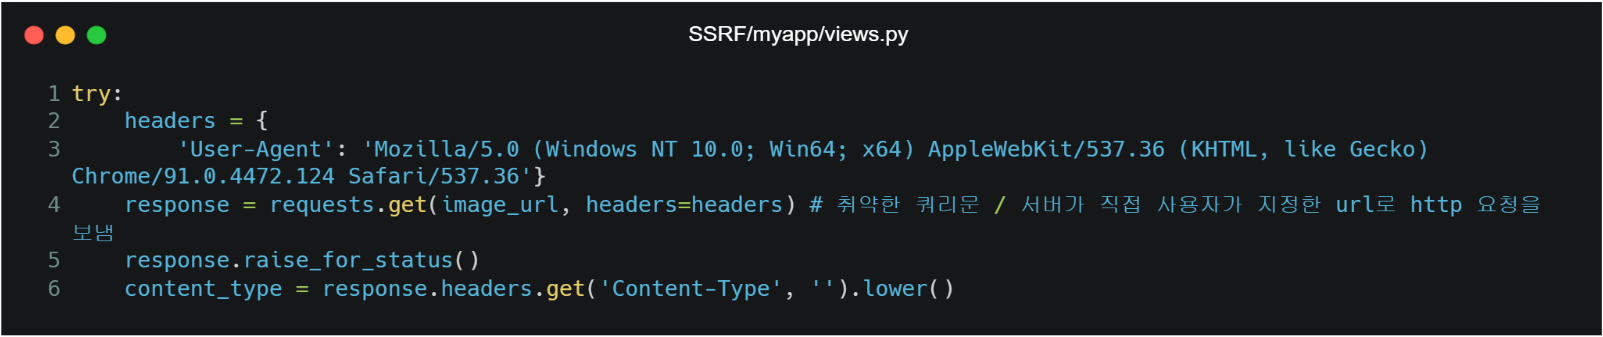 SSRF/myapp/views.py
1 try:
2     headers = {
3         'User-Agent': 'Mozilla/5.0 (Windows NT 10.0; Win64; x64) AppleWebKit/537.36 (KHTML, like Gecko)
Chrome/91.0.4472.124 Safari/537.36'}
4     response = requests.get(image_url, headers=headers) # 취약한 쿼리문 / 서버가 직접 사용자가 지정한 url로 http 요청을
보냄
5     response.raise_for_status()
6     content_type = response.headers.get('Content-Type', '').lower()